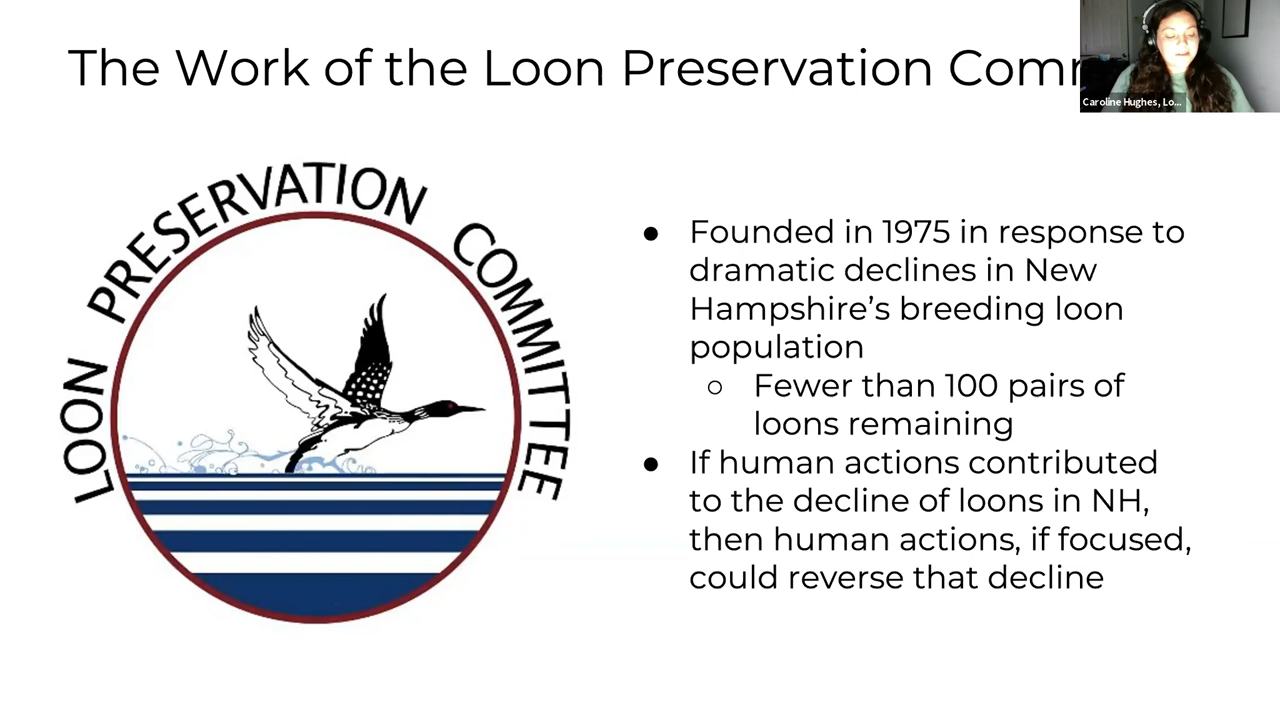 The Work of the Loon Preservation Com
Caroline Hughes, Lo...
LOON PRESERVATION COMMITTEE
● Founded in 1975 in response to
dramatic declines in New
Hampshire’s breeding loon
population
○ Fewer than 100 pairs of
loons remaining
● If human actions contributed
to the decline of loons in NH,
then human actions, if focused,
could reverse that decline